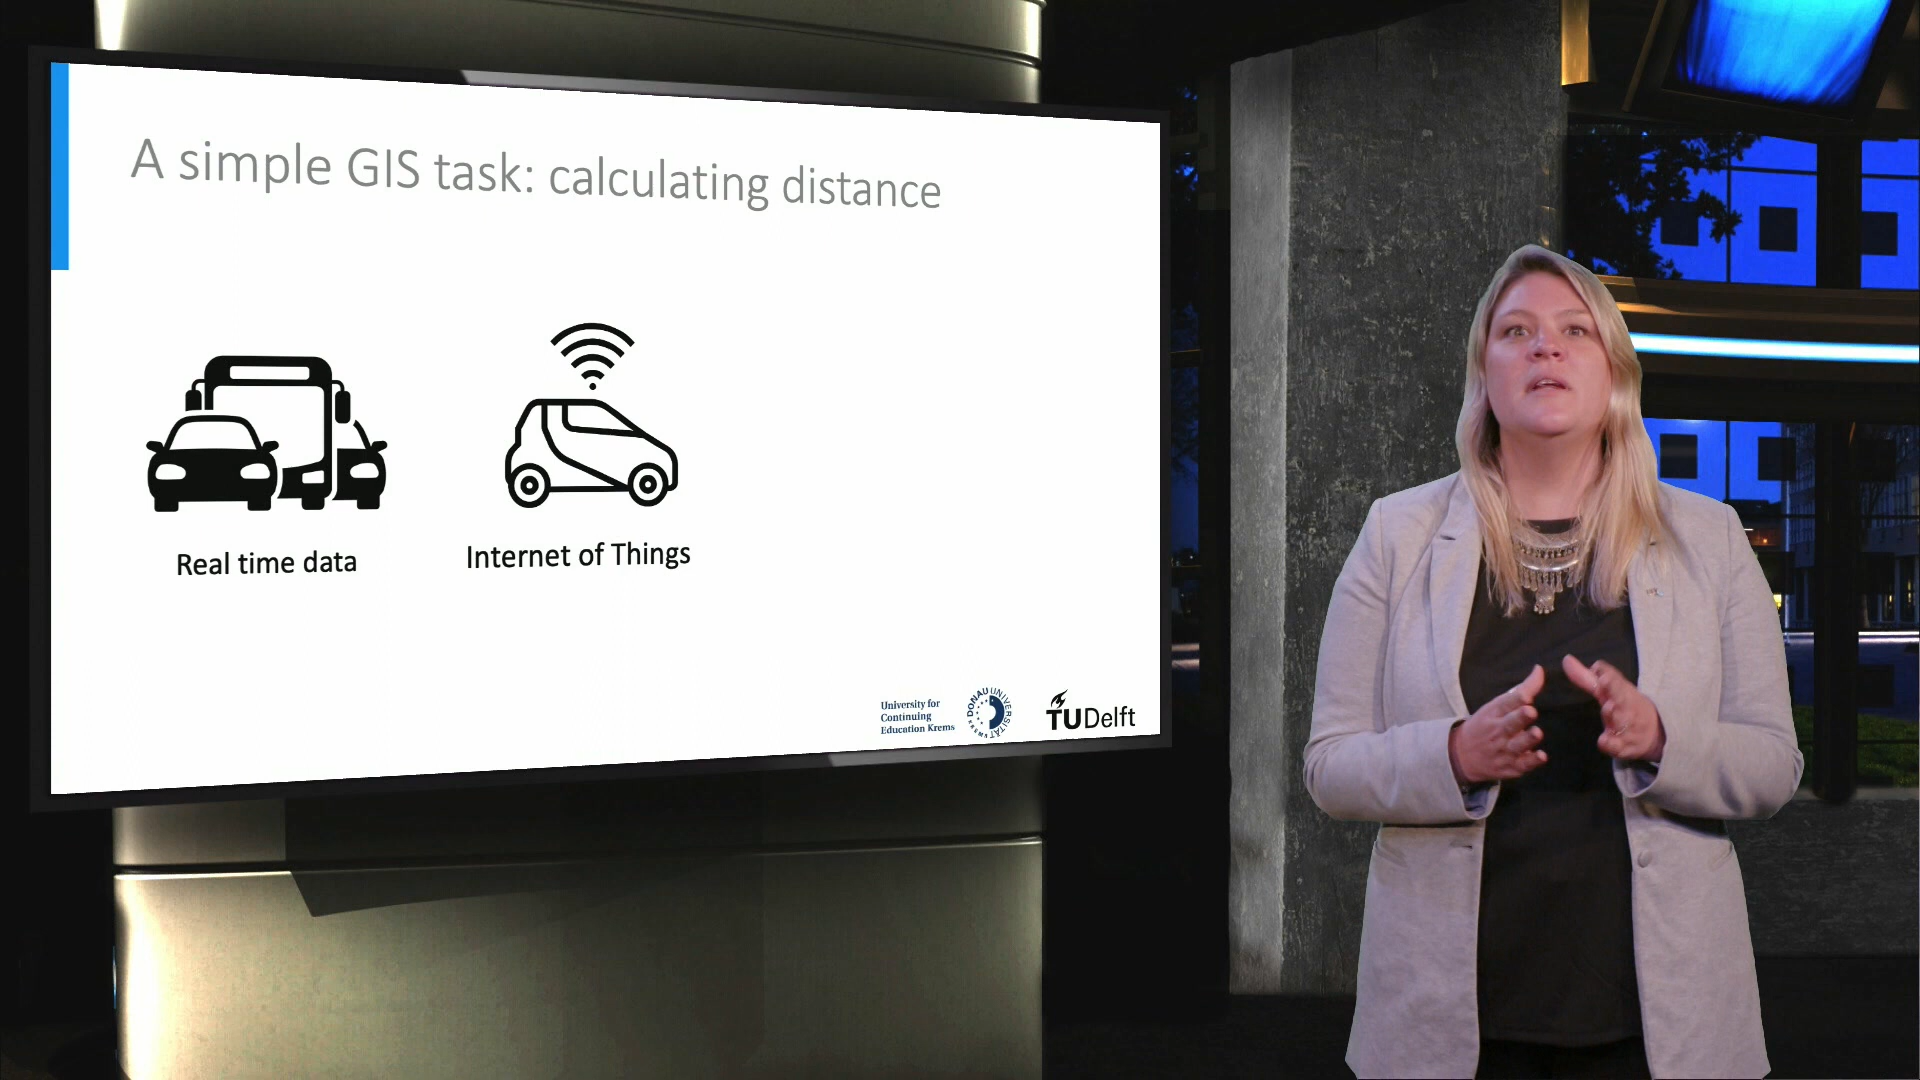 A simple GIS task: calculating distance
Real time data
Internet of Things
University for
Continuing
Education Krems
DONAU UNIVERSITÄT KREMS
TUDelft